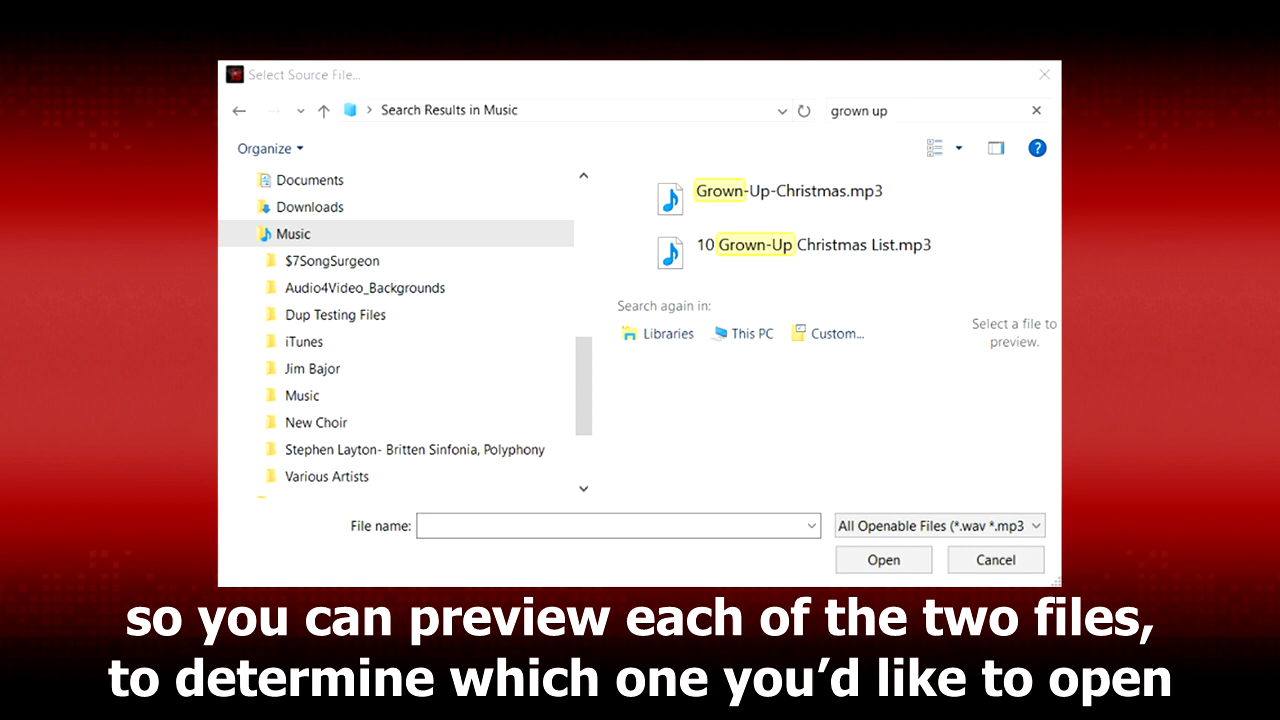 Select Source File...
Search Results in Music
grown up
Organize
Documents
Downloads
Music
$7SongSurgeon
Audio4Video_Backgrounds
Dup Testing Files
iTunes
Jim Bajor
Music
New Choir
Stephen Layton- Britten Sinfonia, Polyphony
Various Artists
Grown-Up-Christmas.mp3
10 Grown-Up Christmas List.mp3
Search again in:
Libraries This PC Custom...
Select a file to
preview.
File name:
All Openable Files (*.wav *.mp3
Open Cancel
so you can preview each of the two files,
to determine which one you’d like to open